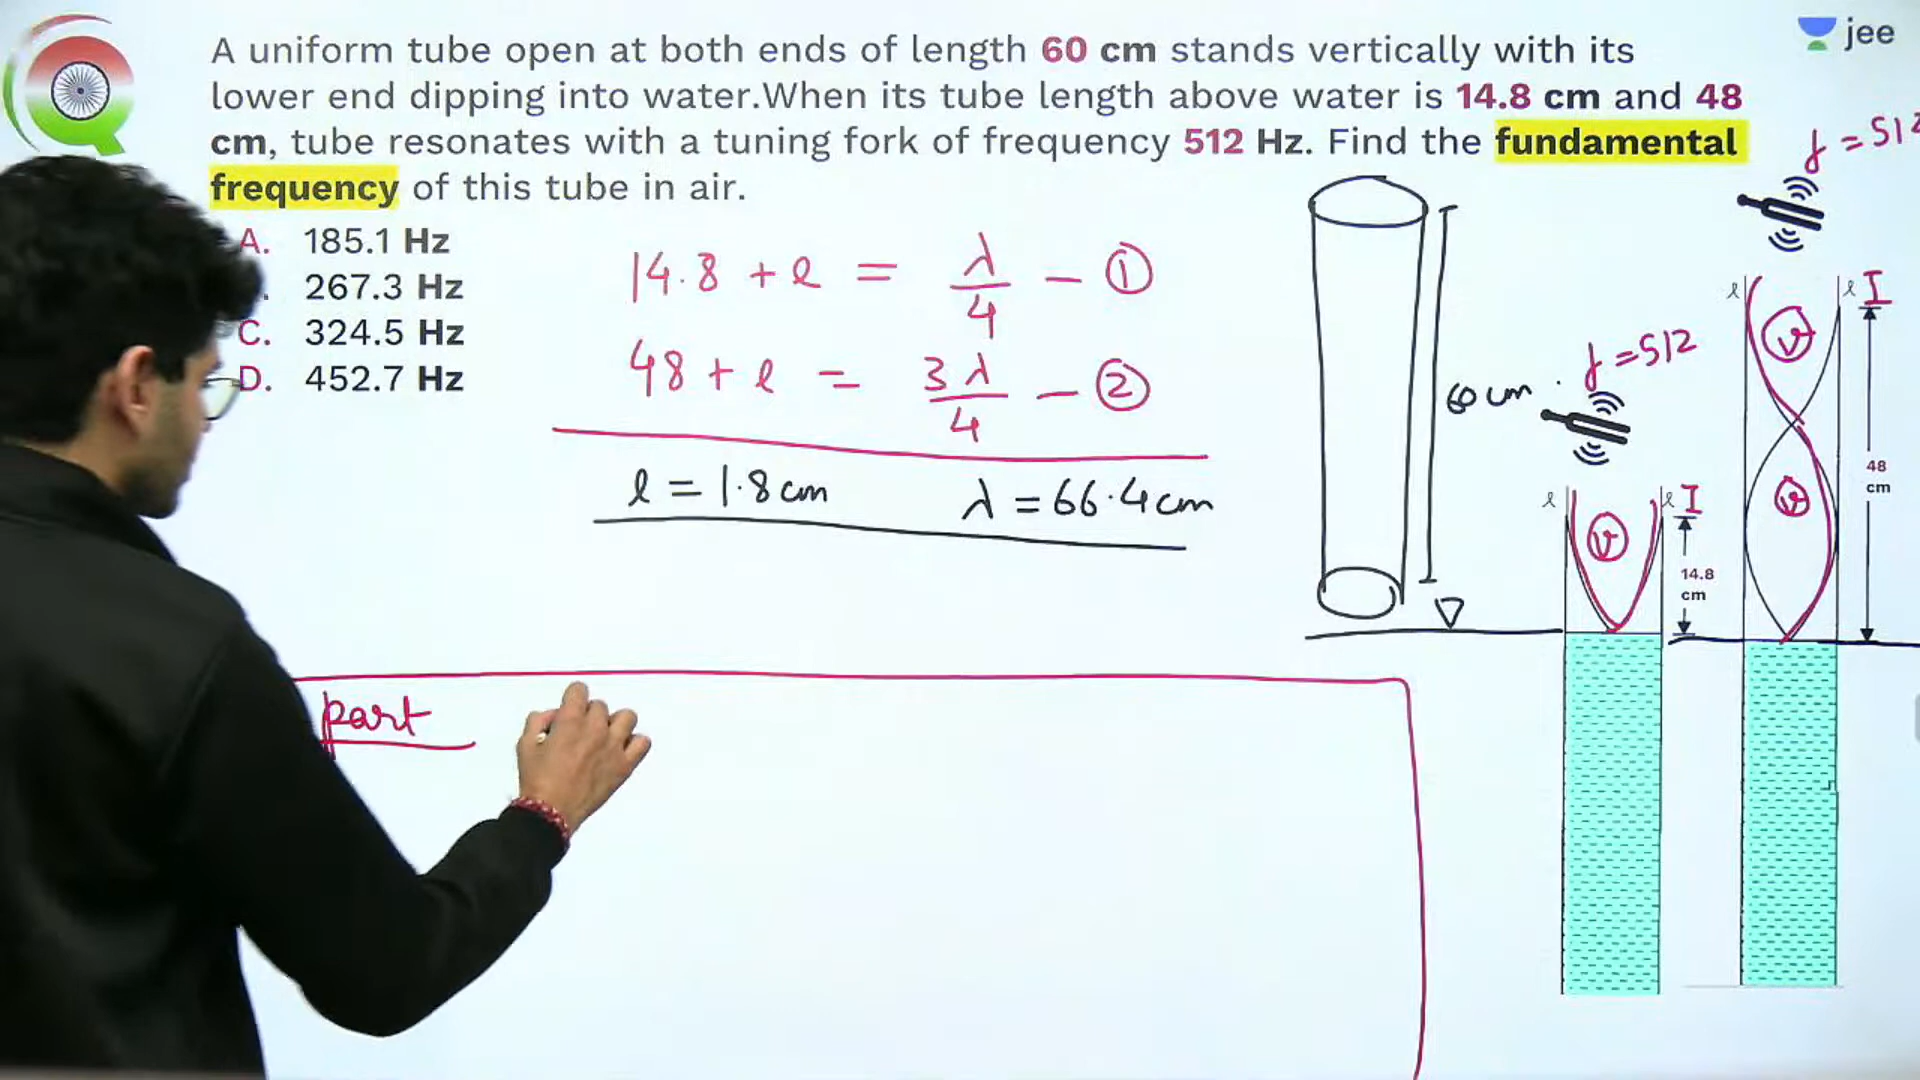 A uniform tube open at both ends of length 60 cm stands vertically with its
lower end dipping into water.When its tube length above water is 14.8 cm and 48
cm, tube resonates with a tuning fork of frequency 512 Hz. Find the fundamental
frequency of this tube in air.
jee
A. 185.1 Hz
267.3 Hz
C. 324.5 Hz
D. 452.7 Hz
14.8 + e = λ/4 - ①
48 + e = 3λ/4 - ②
e = 1.8 cm λ = 66.4 cm
part
60 cm
f = 512
e e I
v
14.8
cm
f = 512
e e I
v
v
48
cm